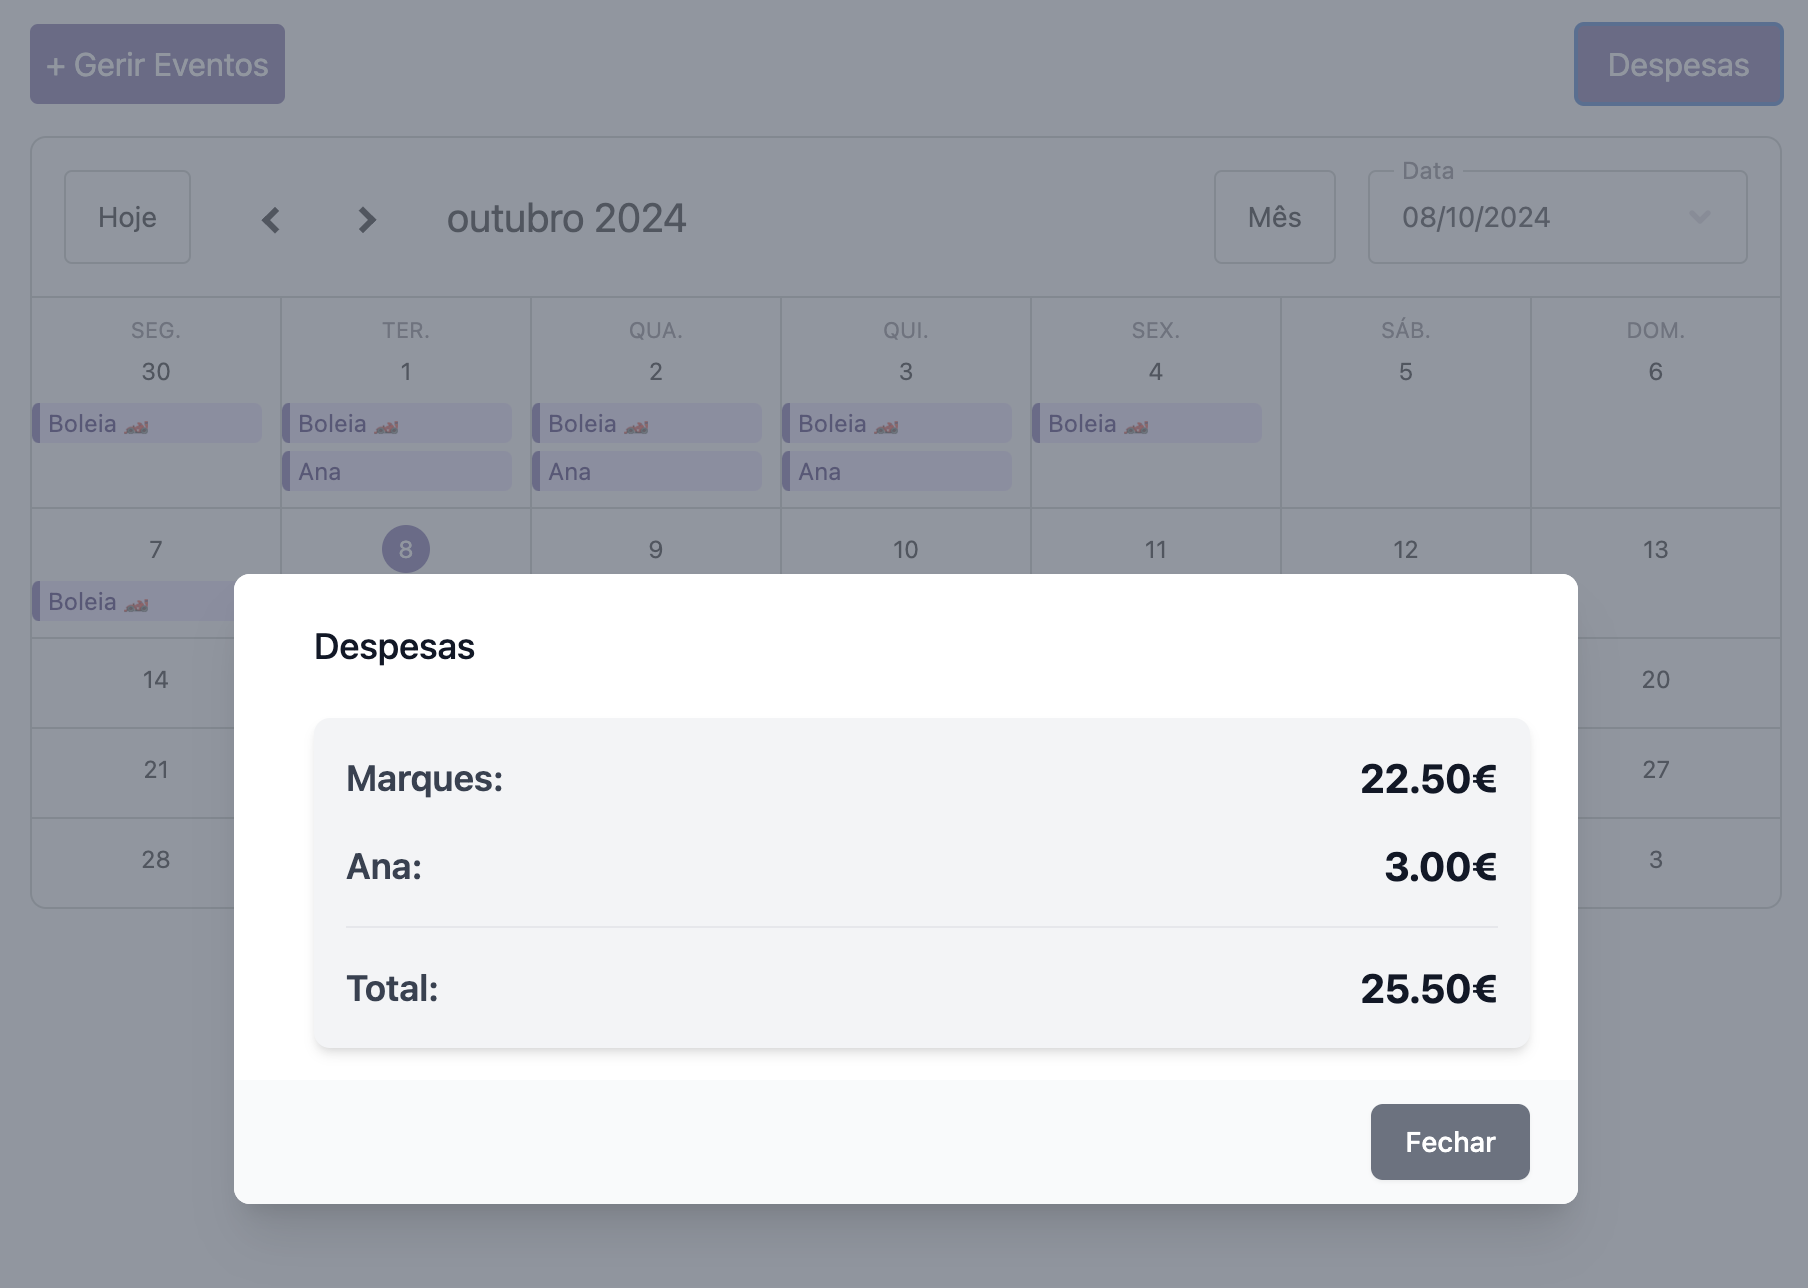 + Gerir Eventos
Despesas
Hoje
outubro 2024
Mês
Data
08/10/2024
SEG. TER. QUA. QUI. SEX. SÁB. DOM.
30 1 2 3 4 5 6
Boleia 🏎️ Boleia 🏎️ Boleia 🏎️ Boleia 🏎️ Boleia 🏎️
Ana Ana Ana
7 8 9 10 11 12 13
Boleia 🏎️
Despesas
14 20
Marques: 22.50€
21 27
Ana: 3.00€
28 3
Total: 25.50€
Fechar